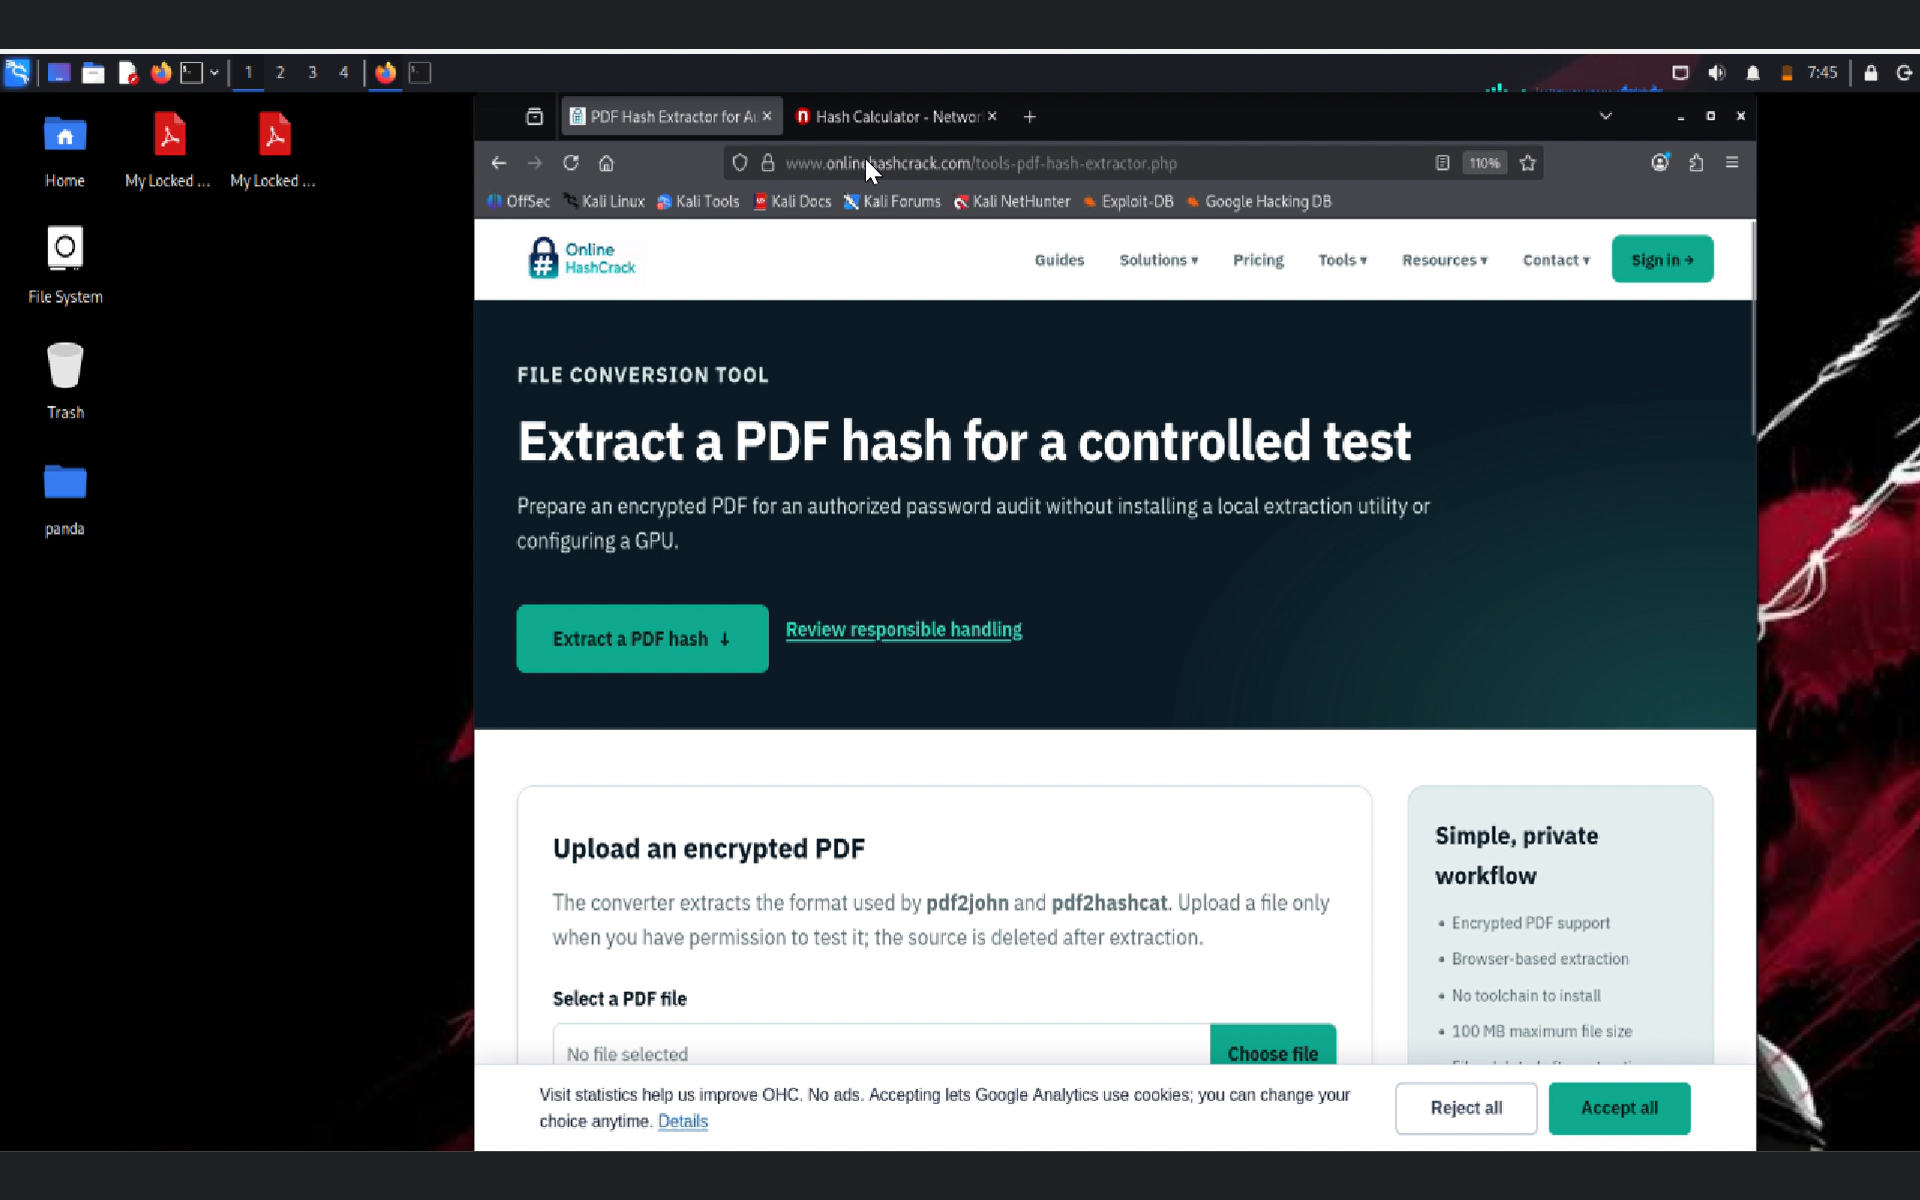 1 2 3 4
7:45
Home
My Locked ...
My Locked ...
File System
Trash
panda
PDF Hash Extractor for Au
Hash Calculator - Networ
www.onlinehashcrack.com/tools-pdf-hash-extractor.php
110%
OffSec
Kali Linux
Kali Tools
Kali Docs
Kali Forums
Kali NetHunter
Exploit-DB
Google Hacking DB
Online
HashCrack
Guides
Solutions ▾
Pricing
Tools ▾
Resources ▾
Contact ▾
Sign in →
FILE CONVERSION TOOL
Extract a PDF hash for a controlled test
Prepare an encrypted PDF for an authorized password audit without installing a local extraction utility or
configuring a GPU.
Extract a PDF hash ↓
Review responsible handling
Upload an encrypted PDF
The converter extracts the format used by pdf2john and pdf2hashcat. Upload a file only
when you have permission to test it; the source is deleted after extraction.
Select a PDF file
No file selected
Choose file
Simple, private
workflow
• Encrypted PDF support
• Browser-based extraction
• No toolchain to install
• 100 MB maximum file size
Visit statistics help us improve OHC. No ads. Accepting lets Google Analytics use cookies; you can change your
choice anytime. Details
Reject all
Accept all